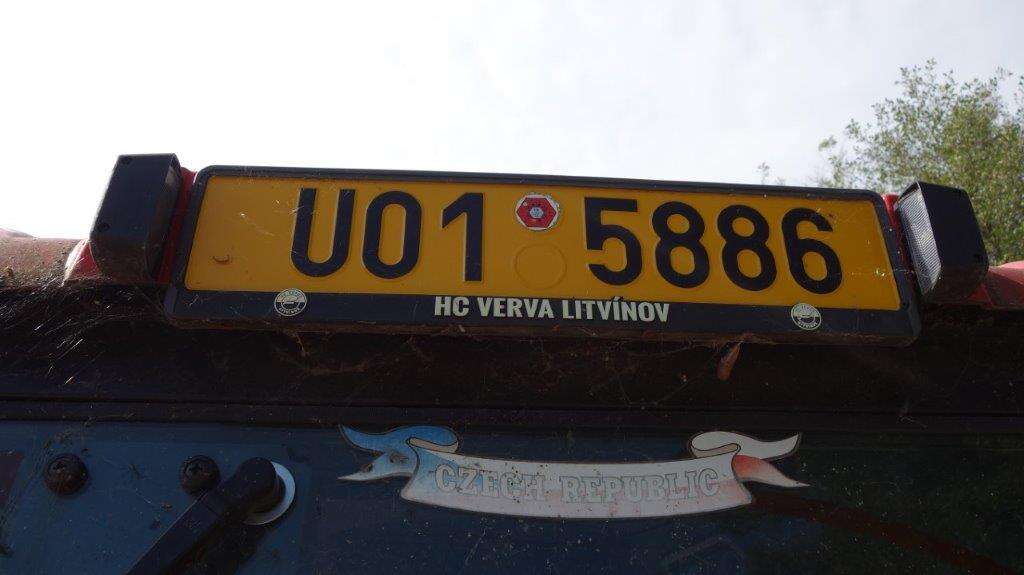 U01 5886
HC VERVA LITVÍNOV
CZECH REPUBLIC